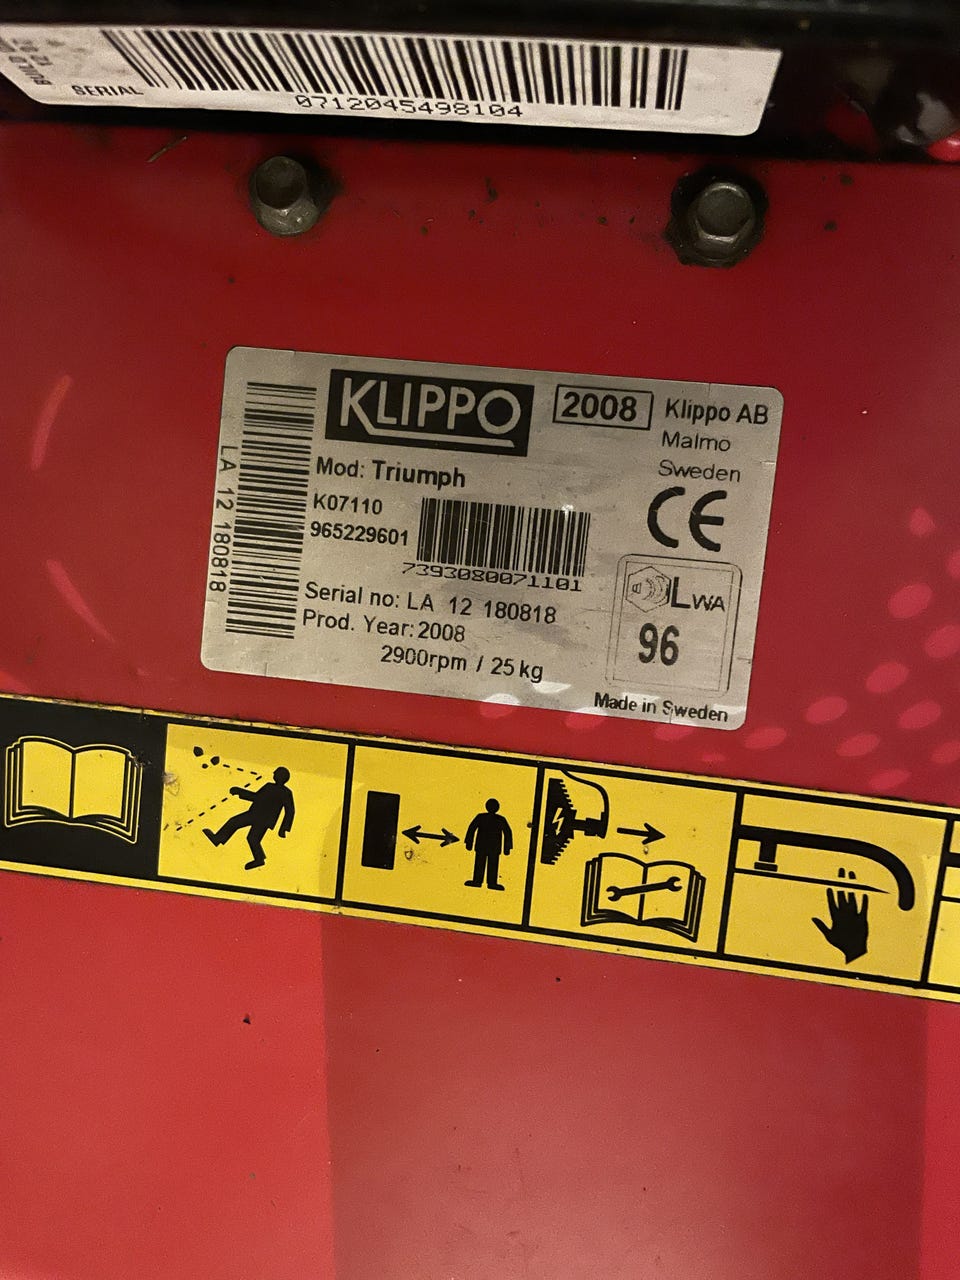 SERIAL
0712045498104
KLIPPO
2008
Klippo AB
Malmo
Sweden
Mod: Triumph
K07110
965229601
7393080071101
CE
LA 12 180818
Serial no: LA 12 180818
Prod. Year: 2008
2900rpm / 25 kg
LWA
96
Made in Sweden